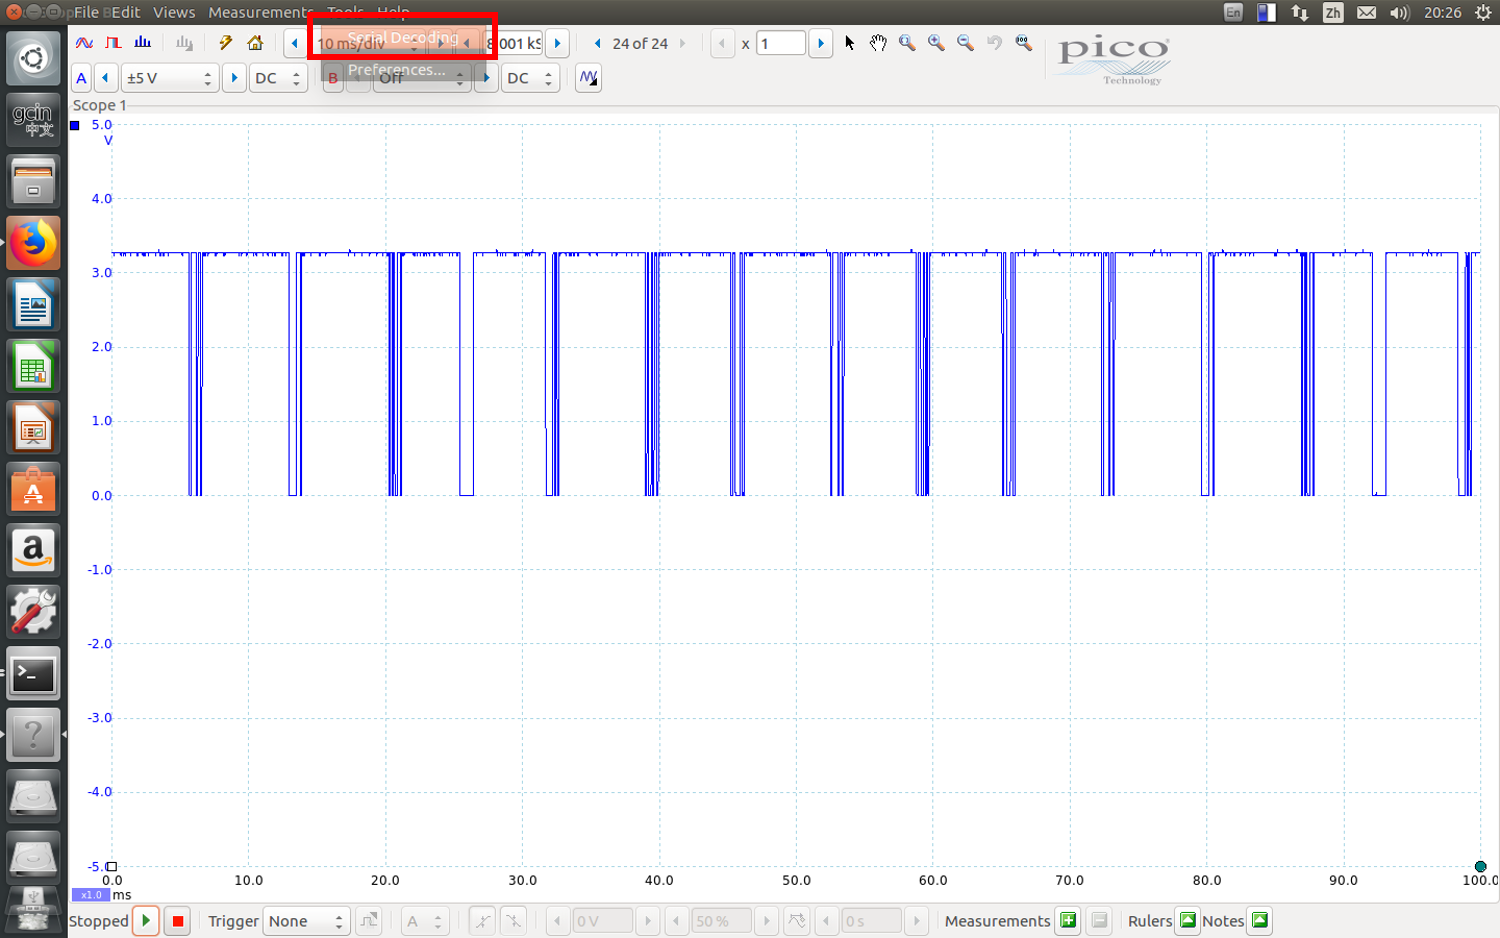 File Edit Views Measurements Tools Help
En Zh 20:26
Serial Decoding
10 ms/div 8.001 kS 24 of 24 x 1
Preferences...
A ±5 V DC B Off DC
pico
Technology
gcin
中文
Scope 1
5.0
V
4.0
3.0
2.0
1.0
0.0
-1.0
-2.0
-3.0
-4.0
-5.0
0.0 10.0 20.0 30.0 40.0 50.0 60.0 70.0 80.0 90.0 100.0
x1.0 ms
Stopped Trigger None A 0 V 50 % 0 s Measurements Rulers Notes